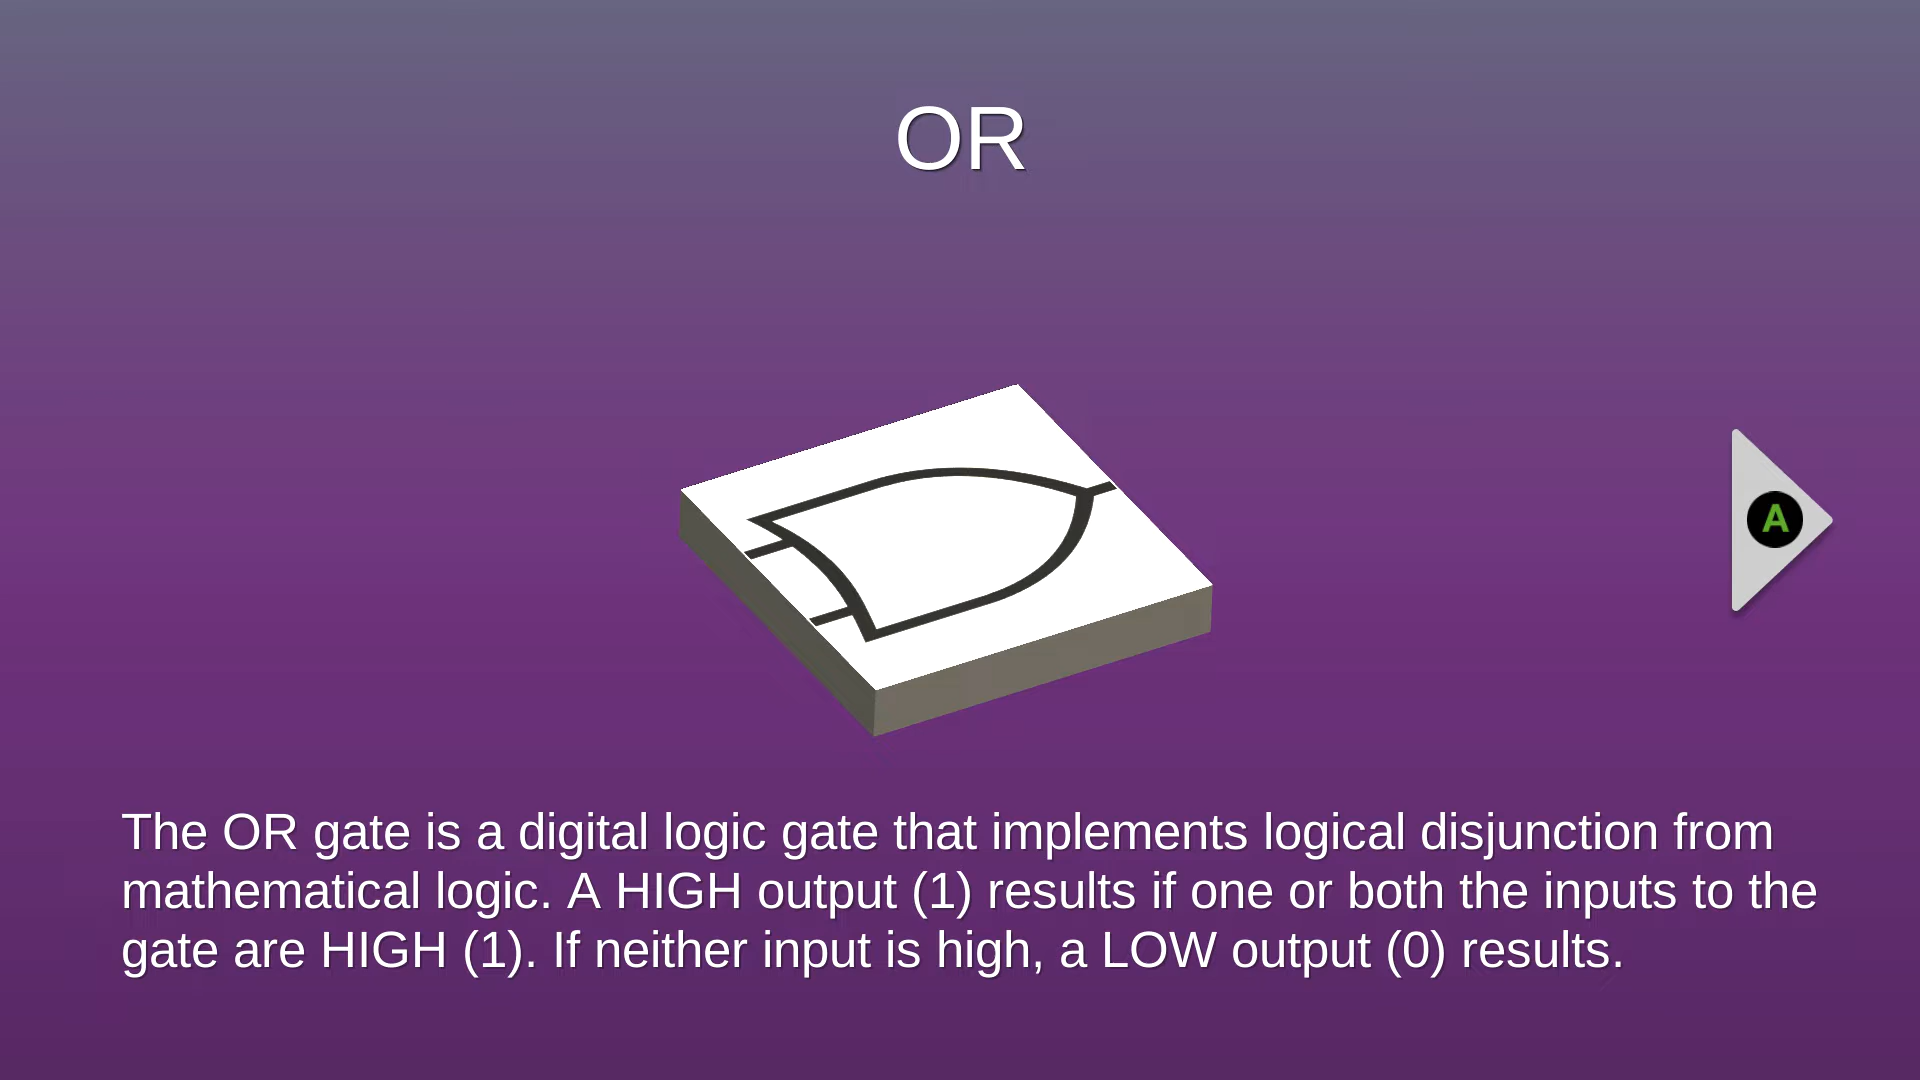 OR
A
The OR gate is a digital logic gate that implements logical disjunction from
mathematical logic. A HIGH output (1) results if one or both the inputs to the
gate are HIGH (1). If neither input is high, a LOW output (0) results.